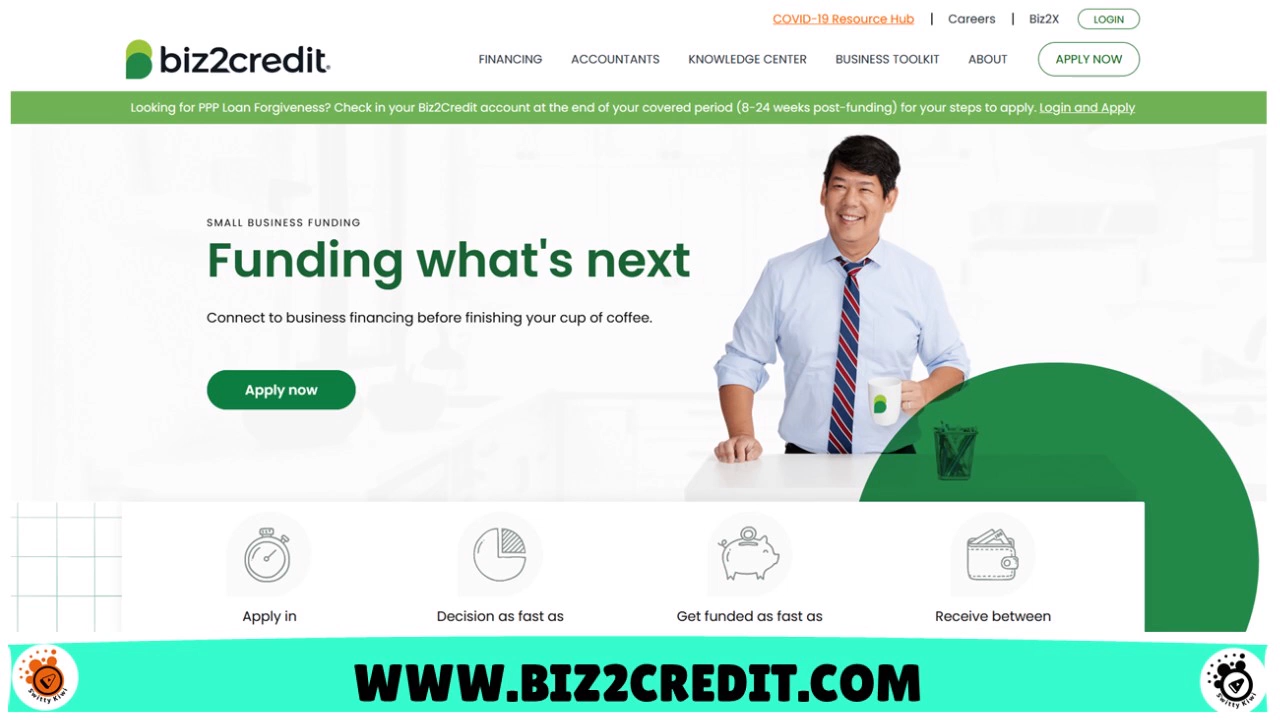 COVID-19 Resource Hub | Careers | Biz2X LOGIN
biz2credit®
FINANCING ACCOUNTANTS KNOWLEDGE CENTER BUSINESS TOOLKIT ABOUT APPLY NOW
Looking for PPP Loan Forgiveness? Check in your Biz2Credit account at the end of your covered period (8-24 weeks post-funding) for your steps to apply. Login and Apply
SMALL BUSINESS FUNDING
Funding what's next
Connect to business financing before finishing your cup of coffee.
Apply now
Apply in
Decision as fast as
Get funded as fast as
Receive between
Switty Kiwi
WWW.BIZ2CREDIT.COM
Switty Kiwi